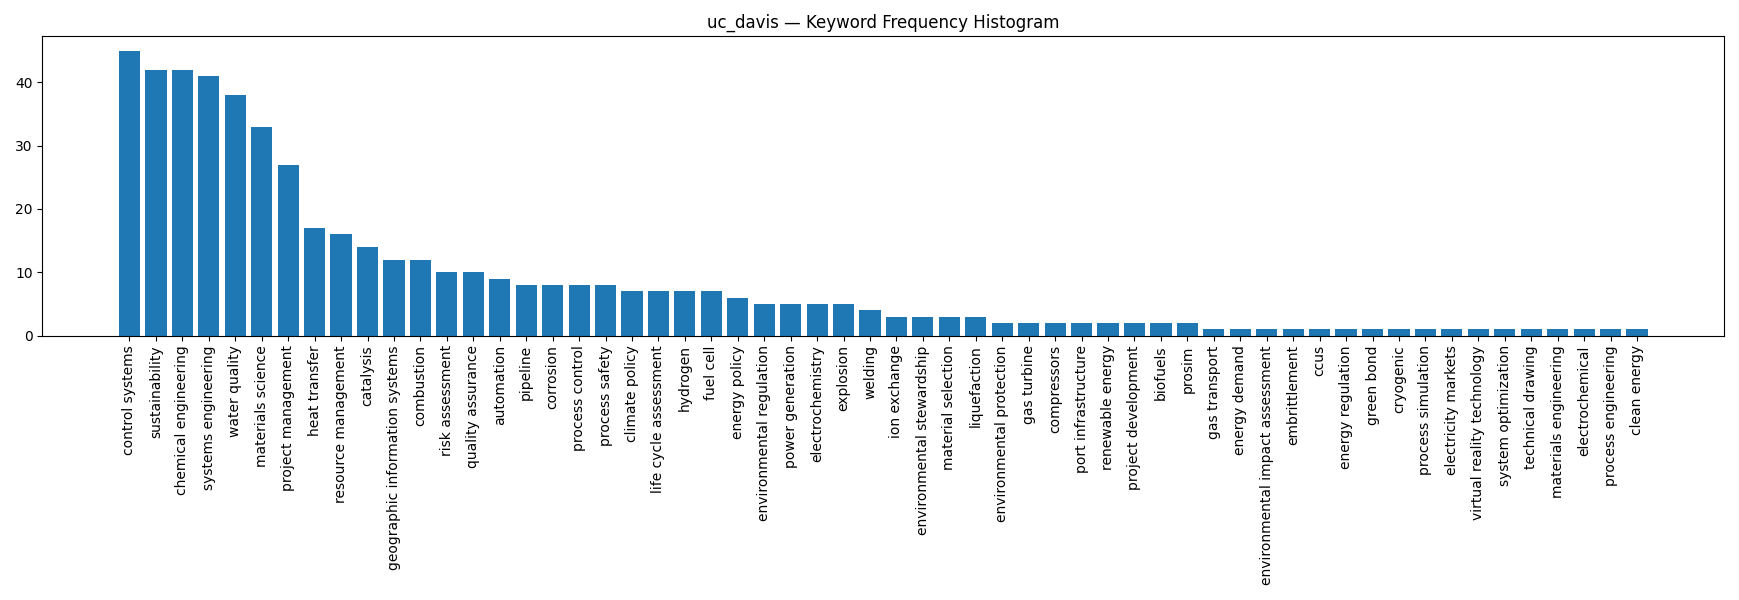 uc_davis — Keyword Frequency Histogram
40
30
20
10
0
control systems
sustainability
chemical engineering
systems engineering
water quality
materials science
project management
heat transfer
resource management
catalysis
geographic information systems
combustion
risk assessment
quality assurance
automation
pipeline
corrosion
process control
process safety
climate policy
life cycle assessment
hydrogen
fuel cell
energy policy
environmental regulation
power generation
electrochemistry
explosion
welding
ion exchange
environmental stewardship
material selection
liquefaction
environmental protection
gas turbine
compressors
port infrastructure
renewable energy
project development
biofuels
prosim
gas transport
energy demand
environmental impact assessment
embrittlement
ccus
energy regulation
green bond
cryogenic
process simulation
electricity markets
virtual reality technology
system optimization
technical drawing
materials engineering
electrochemical
process engineering
clean energy